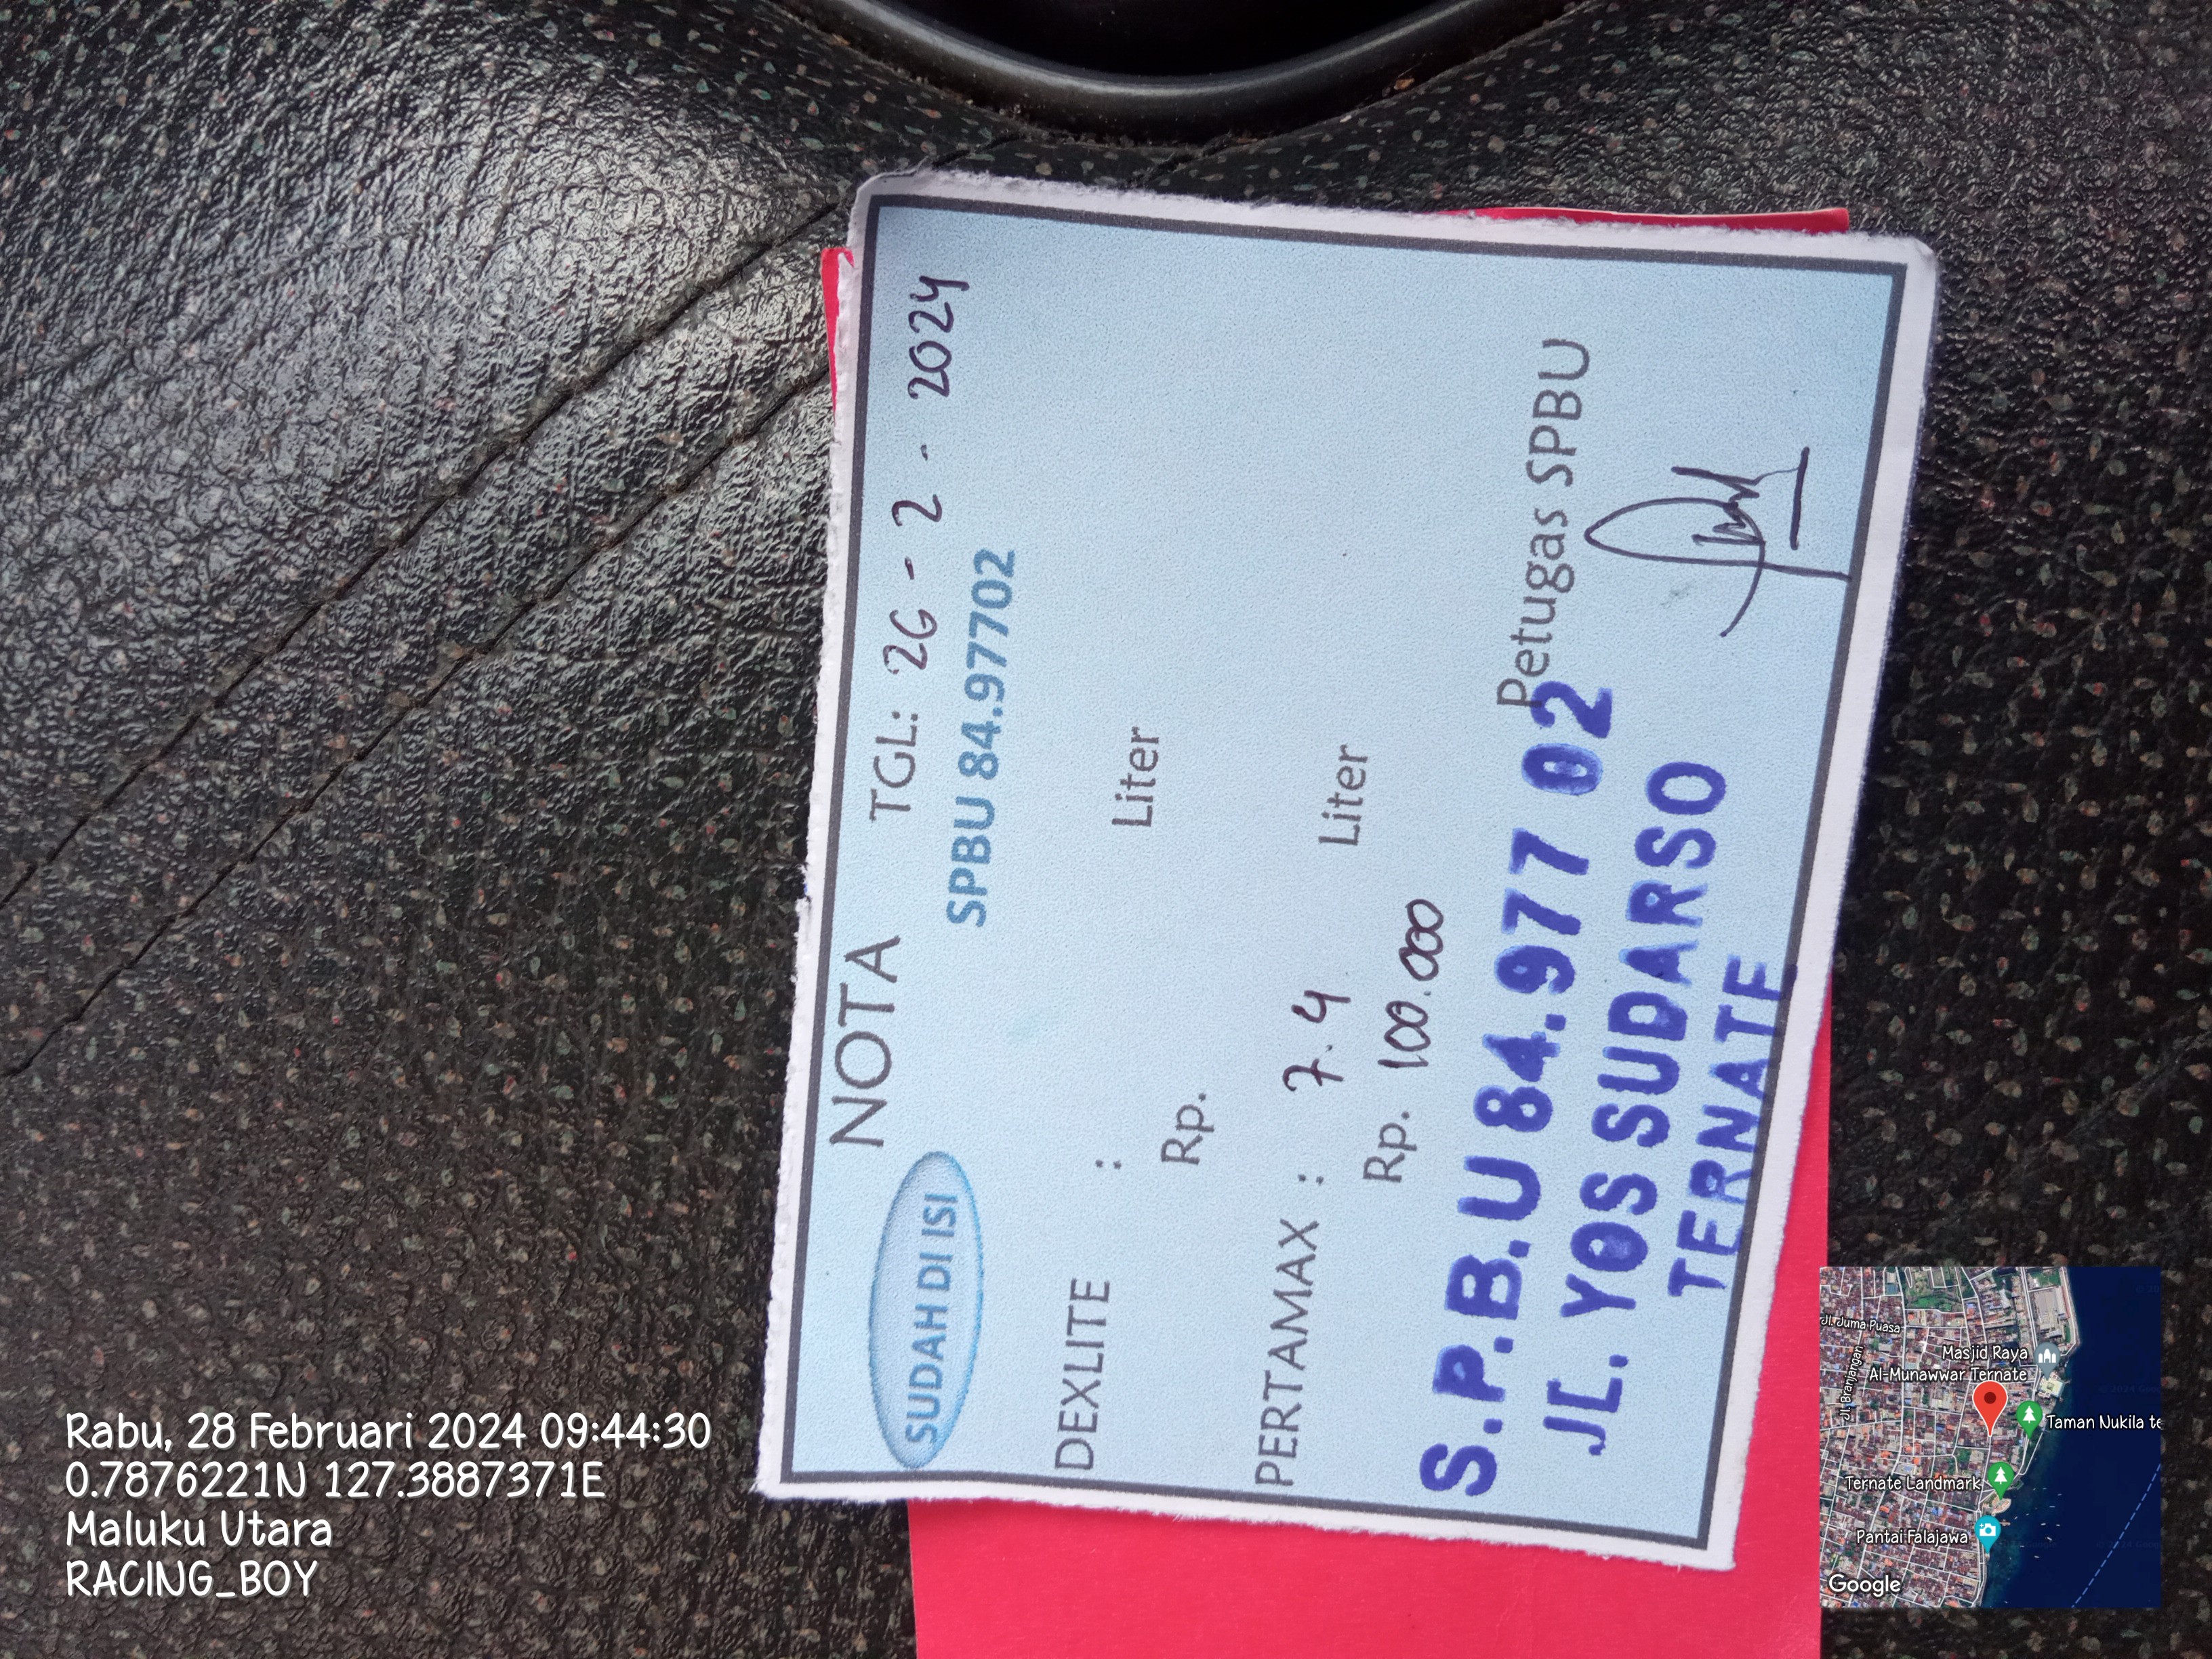 SUDAH DI ISI
NOTA TGL: 26 - 2 - 2024
SPBU 84.97702
DEXLITE : Liter
Rp.
PERTAMAX : 7.4 Liter
Rp. 100.000
Petugas SPBU
S.P.B.U 84.977 02
JL. YOS SUDARSO
TERNATE
Rabu, 28 Februari 2024 09:44:30
0.7876221N 127.3887371E
Maluku Utara
RACING_BOY
Jl. Juma Puasa
Jl. Branjangan
Masjid Raya
Al-Munawwar Ternate
Taman Nukila te
Ternate Landmark
Pantai Falajawa
Google